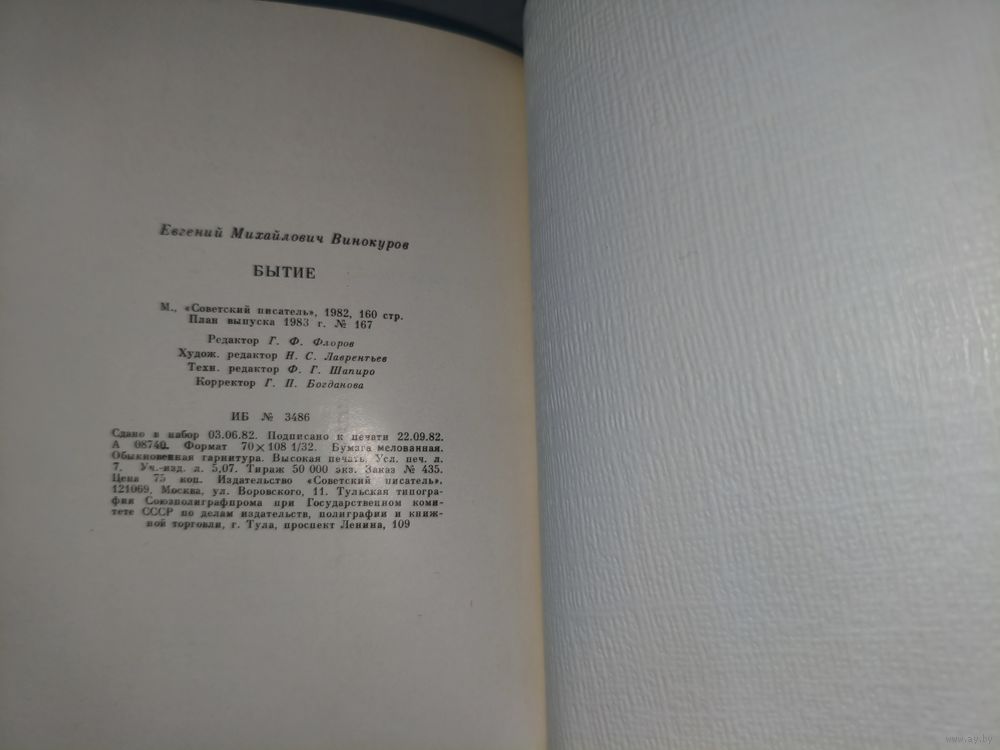 Евгений Михайлович Винокуров
БЫТИЕ
М., «Советский писатель», 1982, 160 стр.
План выпуска 1983 г. № 167
Редактор Г. Ф. Флоров
Худож. редактор Н. С. Лаврентьев
Техн. редактор Ф. Г. Шапиро
Корректор Г. П. Богданова
ИБ № 3486
Сдано в набор 03.06.82. Подписано к печати 22.09.82.
А 08740. Формат 70×108 1/32. Бумага мелованная.
Обыкновенная гарнитура. Высокая печать. Усл. печ. л.
7. Уч.-изд. л. 5,07. Тираж 50 000 экз. Заказ № 435.
Цена 75 коп. Издательство «Советский писатель».
121069, Москва, ул. Воровского, 11. Тульская типогра-
фия Союзполиграфпрома при Государственном коми-
тете СССР по делам издательств, полиграфии и книж-
ной торговли, г. Тула, проспект Ленина, 109
www.ay.by